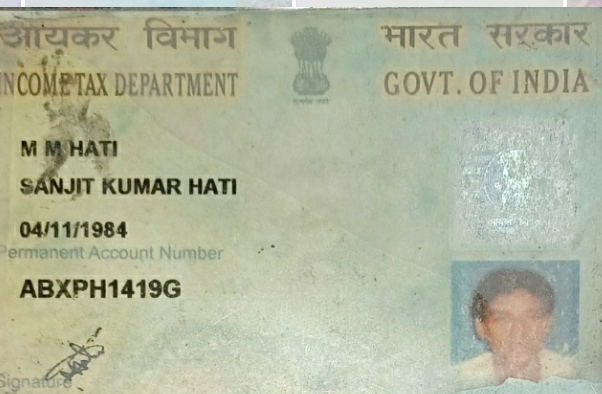 आयकर विभाग
भारत सरकार
INCOME TAX DEPARTMENT
GOVT. OF INDIA
M M HATI
SANJIT KUMAR HATI
04/11/1984
Permanent Account Number
ABXPH1419G
Signature